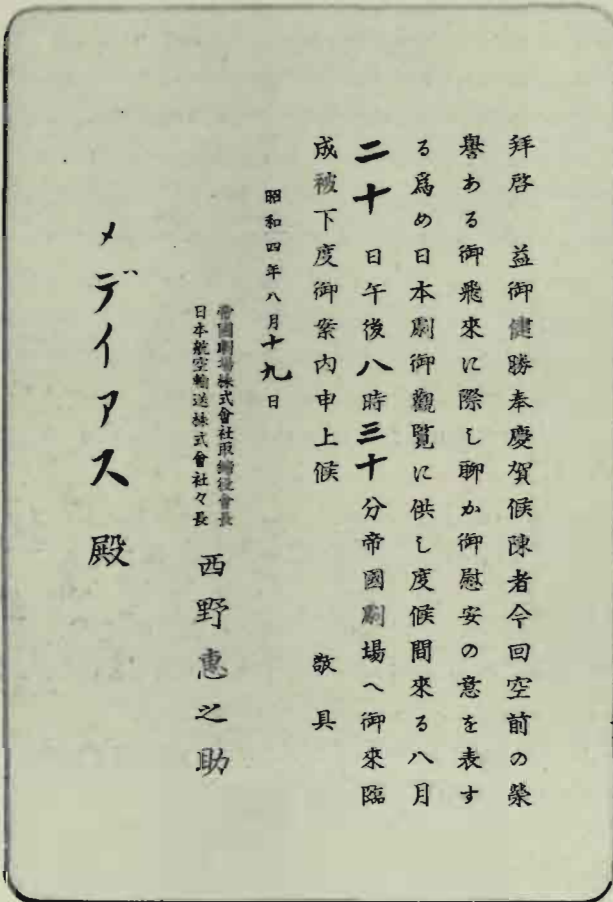 拜啓　益御健勝奉慶賀候陳者今回空前の榮
譽ある御飛來に際し聊か御慰安の意を表す
る爲め日本劇御觀覧に供し度候間來る八月
二十日午後八時三十分帝國劇場へ御來臨
成被下度御案内申上候　敬具
昭和四年八月十九日
帝國劇場株式會社取締役會長
日本航空輸送株式會社々長
西野惠之助
メディアス殿